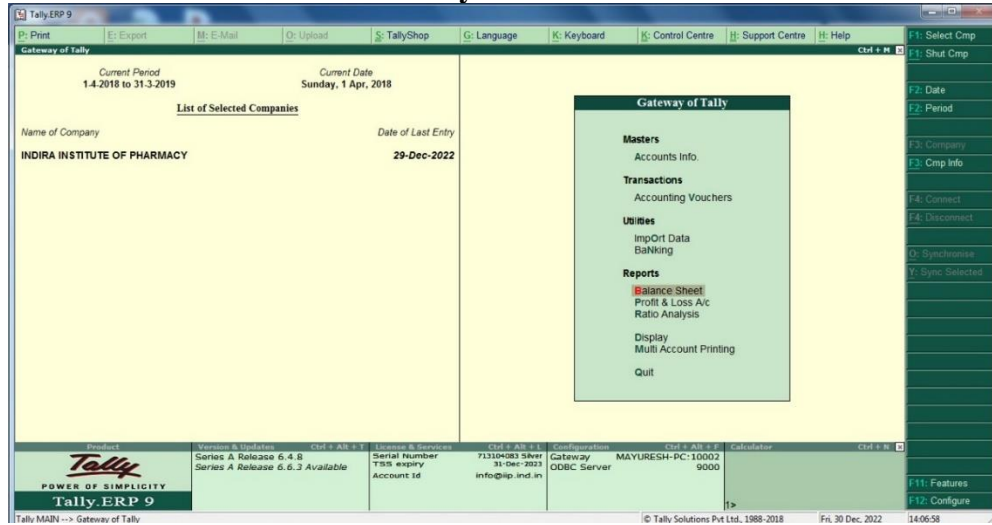 Tally.ERP 9
P: Print E: Export M: E-Mail O: Upload S: TallyShop G: Language K: Keyboard K: Control Centre H: Support Centre H: Help
Gateway of Tally Ctrl + M
Current Period Current Date
1-4-2018 to 31-3-2019 Sunday, 1 Apr, 2018
List of Selected Companies
Name of Company Date of Last Entry
INDIRA INSTITUTE OF PHARMACY 29-Dec-2022
Gateway of Tally
Masters
Accounts Info.
Transactions
Accounting Vouchers
Utilities
ImpOrt Data
BaNking
Reports
Balance Sheet
Profit & Loss A/c
Ratio Analysis
Display
Multi Account Printing
Quit
F1: Select Cmp
F1: Shut Cmp
F2: Date
F2: Period
F3: Company
F3: Cmp Info
F4: Connect
F4: Disconnect
O: Synchronise
Y: Sync Selected
F11: Features
F12: Configure
Product
Tally
POWER OF SIMPLICITY
Tally.ERP 9
Version & Updates Ctrl + Alt + T
Series A Release 6.4.8
Series A Release 6.6.3 Available
License & Services Ctrl + Alt + L
Serial Number 713104083 Silver
TSS expiry 31-Dec-2023
Account Id info@iip.ind.in
Configuration Ctrl + Alt + F
Gateway MAYURESH-PC:10002
ODBC Server 9000
Calculator Ctrl + N
1>
Tally MAIN --> Gateway of Tally © Tally Solutions Pvt Ltd., 1988-2018 Fri, 30 Dec, 2022 14:06:58